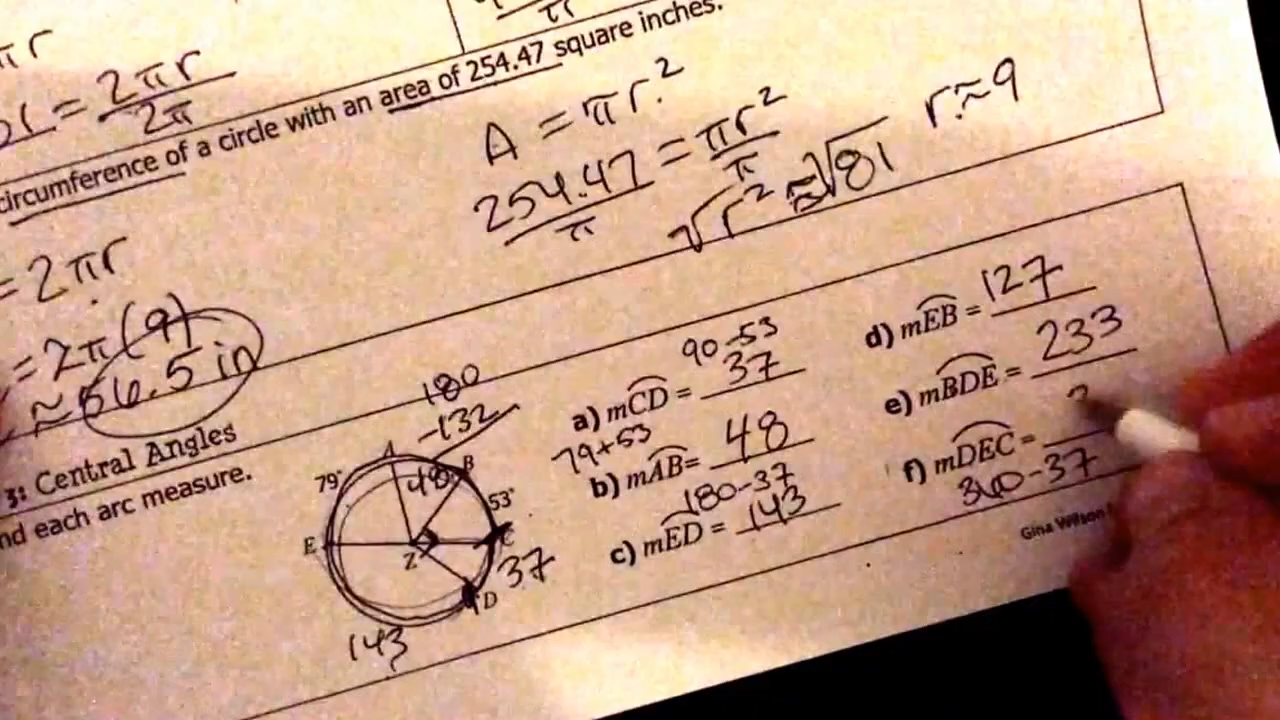 = 2πr
2π
circumference of a circle with an area of 254.47 square inches.
A = πr²
254.47 = πr²
π π
√r² ≈ √81 r ≈ 9
= 2πr
= 2π(9)
≈ 56.5 in
3: Central Angles
each arc measure.
180
-132
A
48°
B
79°
53°
E
Z
C
37
D
143
90-53
a) mCD = 37
79+53
b) mAB = 48
180-37
c) mED = 143
d) mEB = 127
e) mBDE = 233
f) mDEC =
360-37
Gina Wilson